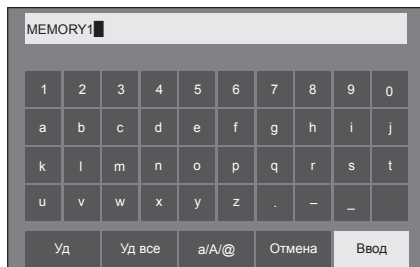 MEMORY1
1 2 3 4 5 6 7 8 9 0
a b c d e f g h i j
k l m n o p q r s t
u v w x y z . – _
Уд Уд все a/A/@ Отмена Ввод